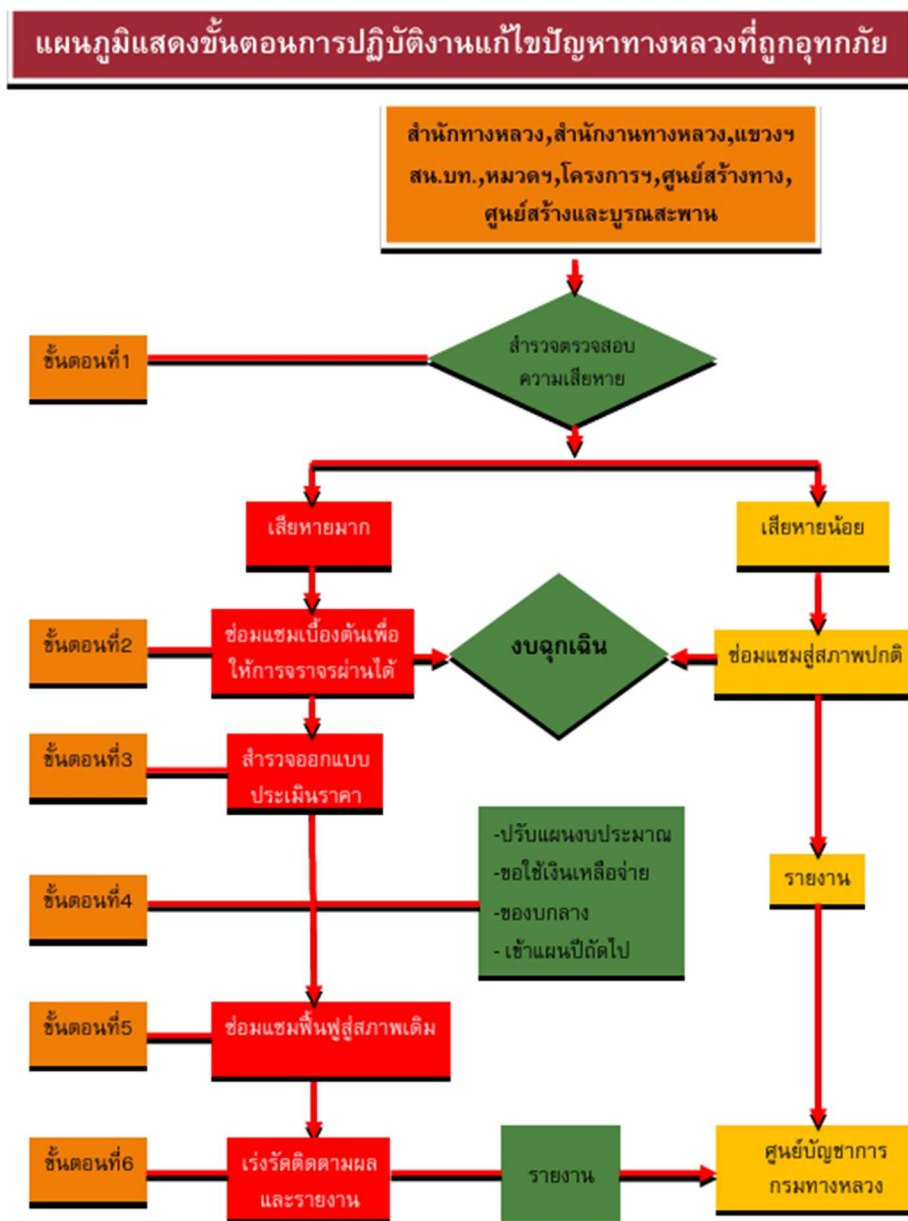 แผนภูมิแสดงขั้นตอนการปฏิบัติงานแก้ไขปัญหาทางหลวงที่ถูกอุทกภัย
สำนักทางหลวง,สำนักงานทางหลวง,แขวงฯ
สน.บท.,หมวดฯ,โครงการฯ,ศูนย์สร้างทาง,
ศูนย์สร้างและบูรณสะพาน
ขั้นตอนที่1
สำรวจตรวจสอบ
ความเสียหาย
เสียหายมาก
เสียหายน้อย
ขั้นตอนที่2
ซ่อมแซมเบื้องต้นเพื่อ
ให้การจราจรผ่านได้
งบฉุกเฉิน
ซ่อมแซมสู่สภาพปกติ
ขั้นตอนที่3
สำรวจออกแบบ
ประเมินราคา
ขั้นตอนที่4
-ปรับแผนงบประมาณ
-ขอใช้เงินเหลือจ่าย
-ของบกลาง
- เข้าแผนปีถัดไป
รายงาน
ขั้นตอนที่5
ซ่อมแซมฟื้นฟูสู่สภาพเดิม
ขั้นตอนที่6
เร่งรัดติดตามผล
และรายงาน
รายงาน
ศูนย์บัญชาการ
กรมทางหลวง